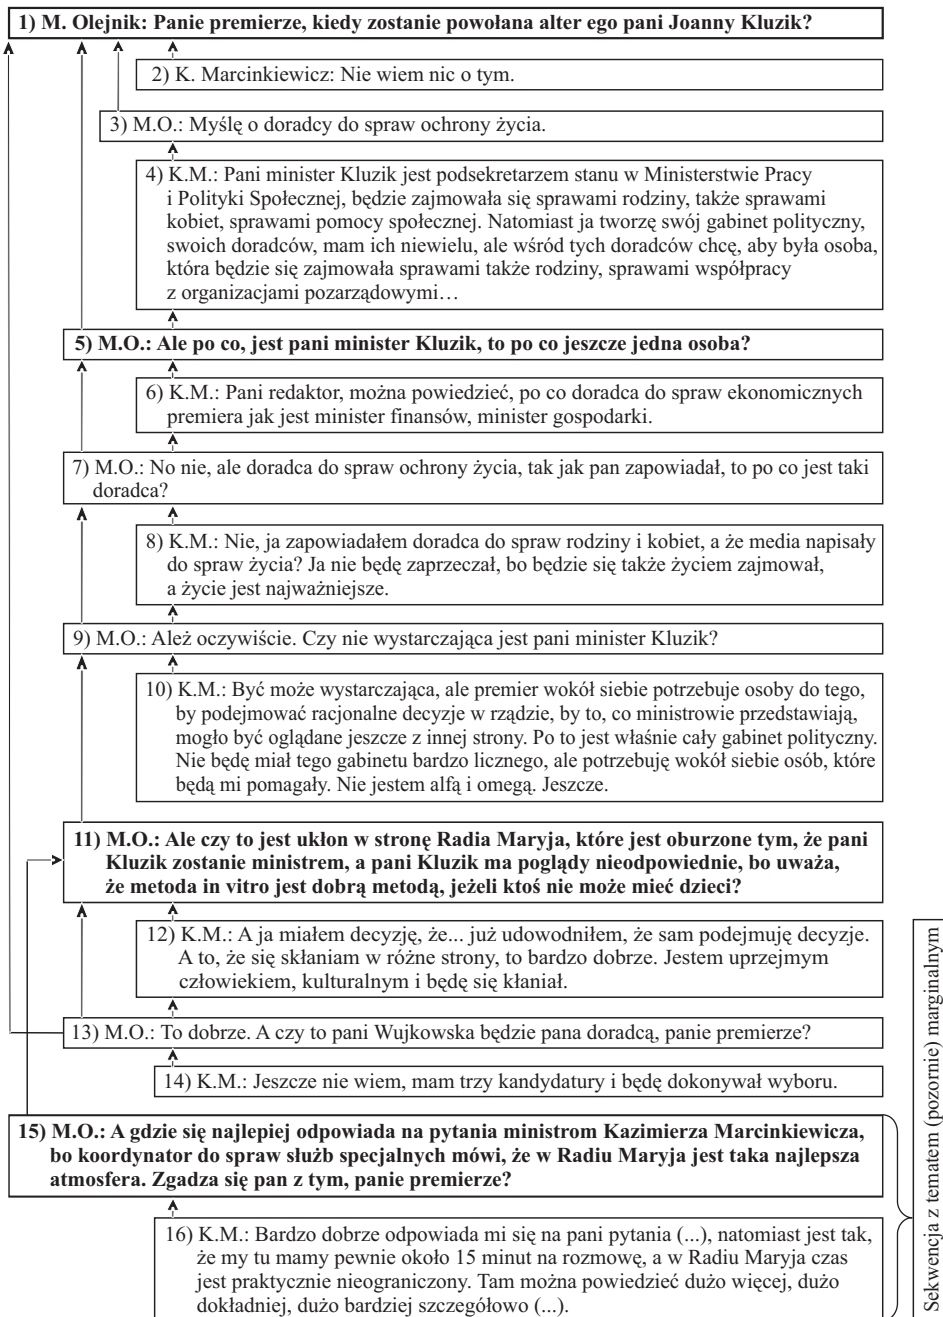 1) M. Olejnik: Panie premierze, kiedy zostanie powołana alter ego pani Joanny Kluzik?
2) K. Marcinkiewicz: Nie wiem nic o tym.
3) M.O.: Myślę o doradcy do spraw ochrony życia.
4) K.M.: Pani minister Kluzik jest podsekretarzem stanu w Ministerstwie Pracy
i Polityki Społecznej, będzie zajmowała się sprawami rodziny, także sprawami
kobiet, sprawami pomocy społecznej. Natomiast ja tworzę swój gabinet polityczny,
swoich doradców, mam ich niewielu, ale wśród tych doradców chcę, aby była osoba,
która będzie się zajmowała sprawami także rodziny, sprawami współpracy
z organizacjami pozarządowymi…
5) M.O.: Ale po co, jest pani minister Kluzik, to po co jeszcze jedna osoba?
6) K.M.: Pani redaktor, można powiedzieć, po co doradca do spraw ekonomicznych
premiera jak jest minister finansów, minister gospodarki.
7) M.O.: No nie, ale doradca do spraw ochrony życia, tak jak pan zapowiadał, to po co jest taki
doradca?
8) K.M.: Nie, ja zapowiadałem doradca do spraw rodziny i kobiet, a że media napisały
do spraw życia? Ja nie będę zaprzeczał, bo będzie się także życiem zajmował,
a życie jest najważniejsze.
9) M.O.: Ależ oczywiście. Czy nie wystarczająca jest pani minister Kluzik?
10) K.M.: Być może wystarczająca, ale premier wokół siebie potrzebuje osoby do tego,
by podejmować racjonalne decyzje w rządzie, by to, co ministrowie przedstawiają,
mogło być oglądane jeszcze z innej strony. Po to jest właśnie cały gabinet polityczny.
Nie będę miał tego gabinetu bardzo licznego, ale potrzebuję wokół siebie osób, które
będą mi pomagały. Nie jestem alfą i omegą. Jeszcze.
11) M.O.: Ale czy to jest ukłon w stronę Radia Maryja, które jest oburzone tym, że pani
Kluzik zostanie ministrem, a pani Kluzik ma poglądy nieodpowiednie, bo uważa,
że metoda in vitro jest dobrą metodą, jeżeli ktoś nie może mieć dzieci?
12) K.M.: A ja miałem decyzję, że... już udowodniłem, że sam podejmuję decyzje.
A to, że się skłaniam w różne strony, to bardzo dobrze. Jestem uprzejmym
człowiekiem, kulturalnym i będę się kłaniał.
13) M.O.: To dobrze. A czy to pani Wujkowska będzie pana doradcą, panie premierze?
14) K.M.: Jeszcze nie wiem, mam trzy kandydatury i będę dokonywał wyboru.
15) M.O.: A gdzie się najlepiej odpowiada na pytania ministrom Kazimierza Marcinkiewicza,
bo koordynator do spraw służb specjalnych mówi, że w Radiu Maryja jest taka najlepsza
atmosfera. Zgadza się pan z tym, panie premierze?
16) K.M.: Bardzo dobrze odpowiada mi się na pani pytania (...), natomiast jest tak,
że my tu mamy pewnie około 15 minut na rozmowę, a w Radiu Maryja czas
jest praktycznie nieograniczony. Tam można powiedzieć dużo więcej, dużo
dokładniej, dużo bardziej szczegółowo (...).
Sekwencja z tematem (pozornie) marginalnym